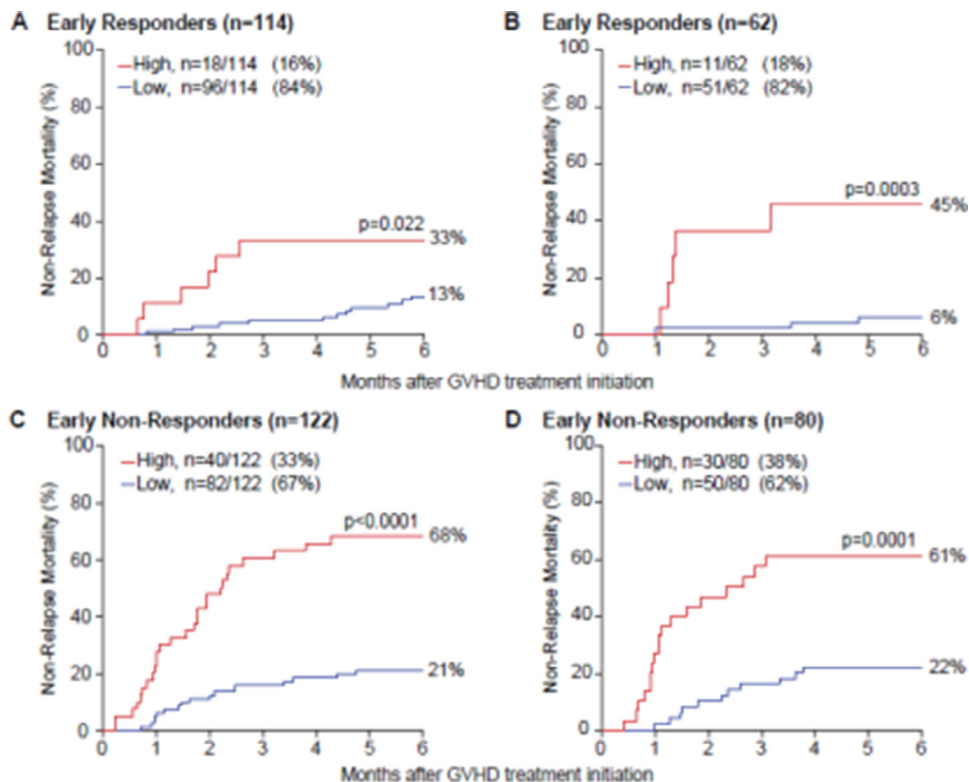 A Early Responders (n=114)
High, n=18/114 (16%)
Low, n=96/114 (84%)
Non-Relapse Mortality (%)
100
80
60
40
20
0
p=0.022
33%
13%
0 1 2 3 4 5 6
B Early Responders (n=62)
High, n=11/62 (18%)
Low, n=51/62 (82%)
Non-Relapse Mortality (%)
100
80
60
40
20
0
p=0.0003
45%
6%
0 1 2 3 4 5 6
Months after GVHD treatment initiation
C Early Non-Responders (n=122)
High, n=40/122 (33%)
Low, n=82/122 (67%)
Non-Relapse Mortality (%)
100
80
60
40
20
0
p<0.0001
68%
21%
0 1 2 3 4 5 6
D Early Non-Responders (n=80)
High, n=30/80 (38%)
Low, n=50/80 (62%)
Non-Relapse Mortality (%)
100
80
60
40
20
0
p=0.0001
61%
22%
0 1 2 3 4 5 6
Months after GVHD treatment initiation